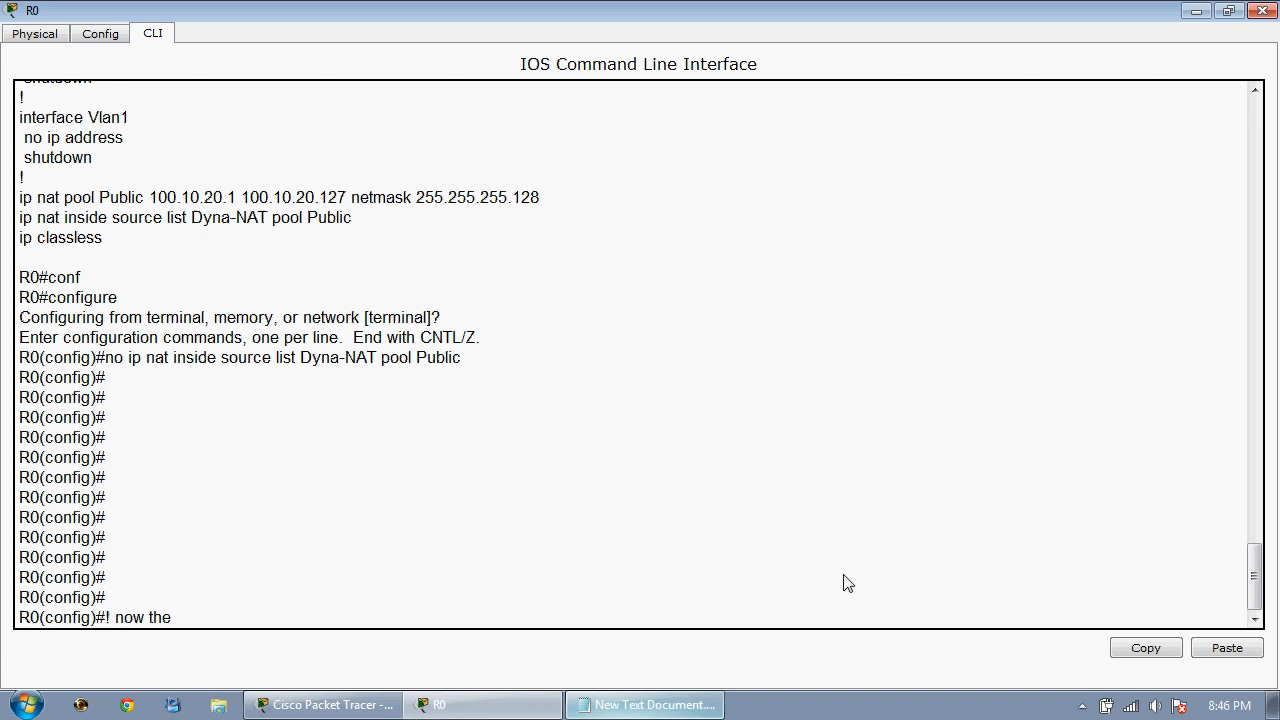 R0
Physical
Config
CLI
IOS Command Line Interface
shutdown
!
interface Vlan1
no ip address
shutdown
!
ip nat pool Public 100.10.20.1 100.10.20.127 netmask 255.255.255.128
ip nat inside source list Dyna-NAT pool Public
ip classless
R0#conf
R0#configure
Configuring from terminal, memory, or network [terminal]?
Enter configuration commands, one per line.  End with CNTL/Z.
R0(config)#no ip nat inside source list Dyna-NAT pool Public
R0(config)#
R0(config)#
R0(config)#
R0(config)#
R0(config)#
R0(config)#
R0(config)#
R0(config)#
R0(config)#
R0(config)#
R0(config)#
R0(config)#
R0(config)#! now the
Copy
Paste
Cisco Packet Tracer -...
R0
New Text Document....
8:46 PM